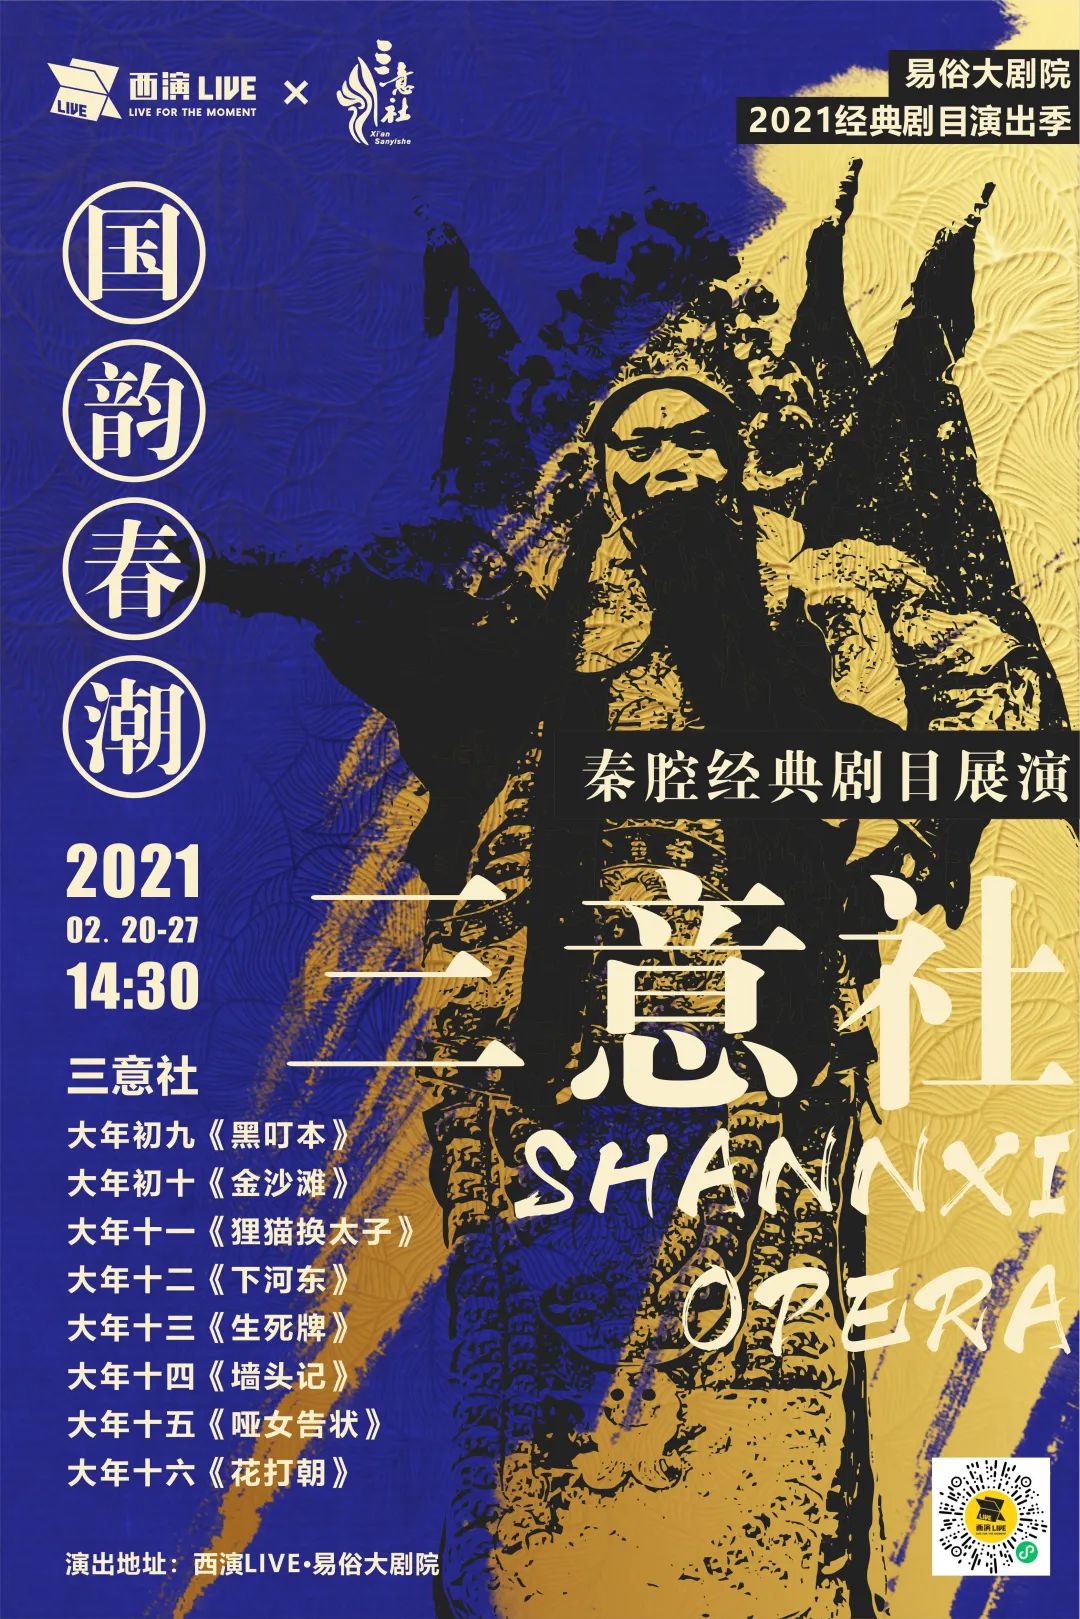 西演 LIVE
LIVE FOR THE MOMENT
LIVE
×
三意社
Xi'an
Sanyishe
易俗大剧院
2021经典剧目演出季
国
韵
春
潮
秦腔经典剧目展演
三意社
SHANNXI
OPERA
2021
02. 20-27
14:30
三意社
大年初九《黑叮本》
大年初十《金沙滩》
大年十一《狸猫换太子》
大年十二《下河东》
大年十三《生死牌》
大年十四《墙头记》
大年十五《哑女告状》
大年十六《花打朝》
演出地址：西演LIVE·易俗大剧院
LIVE
西演 LIVE